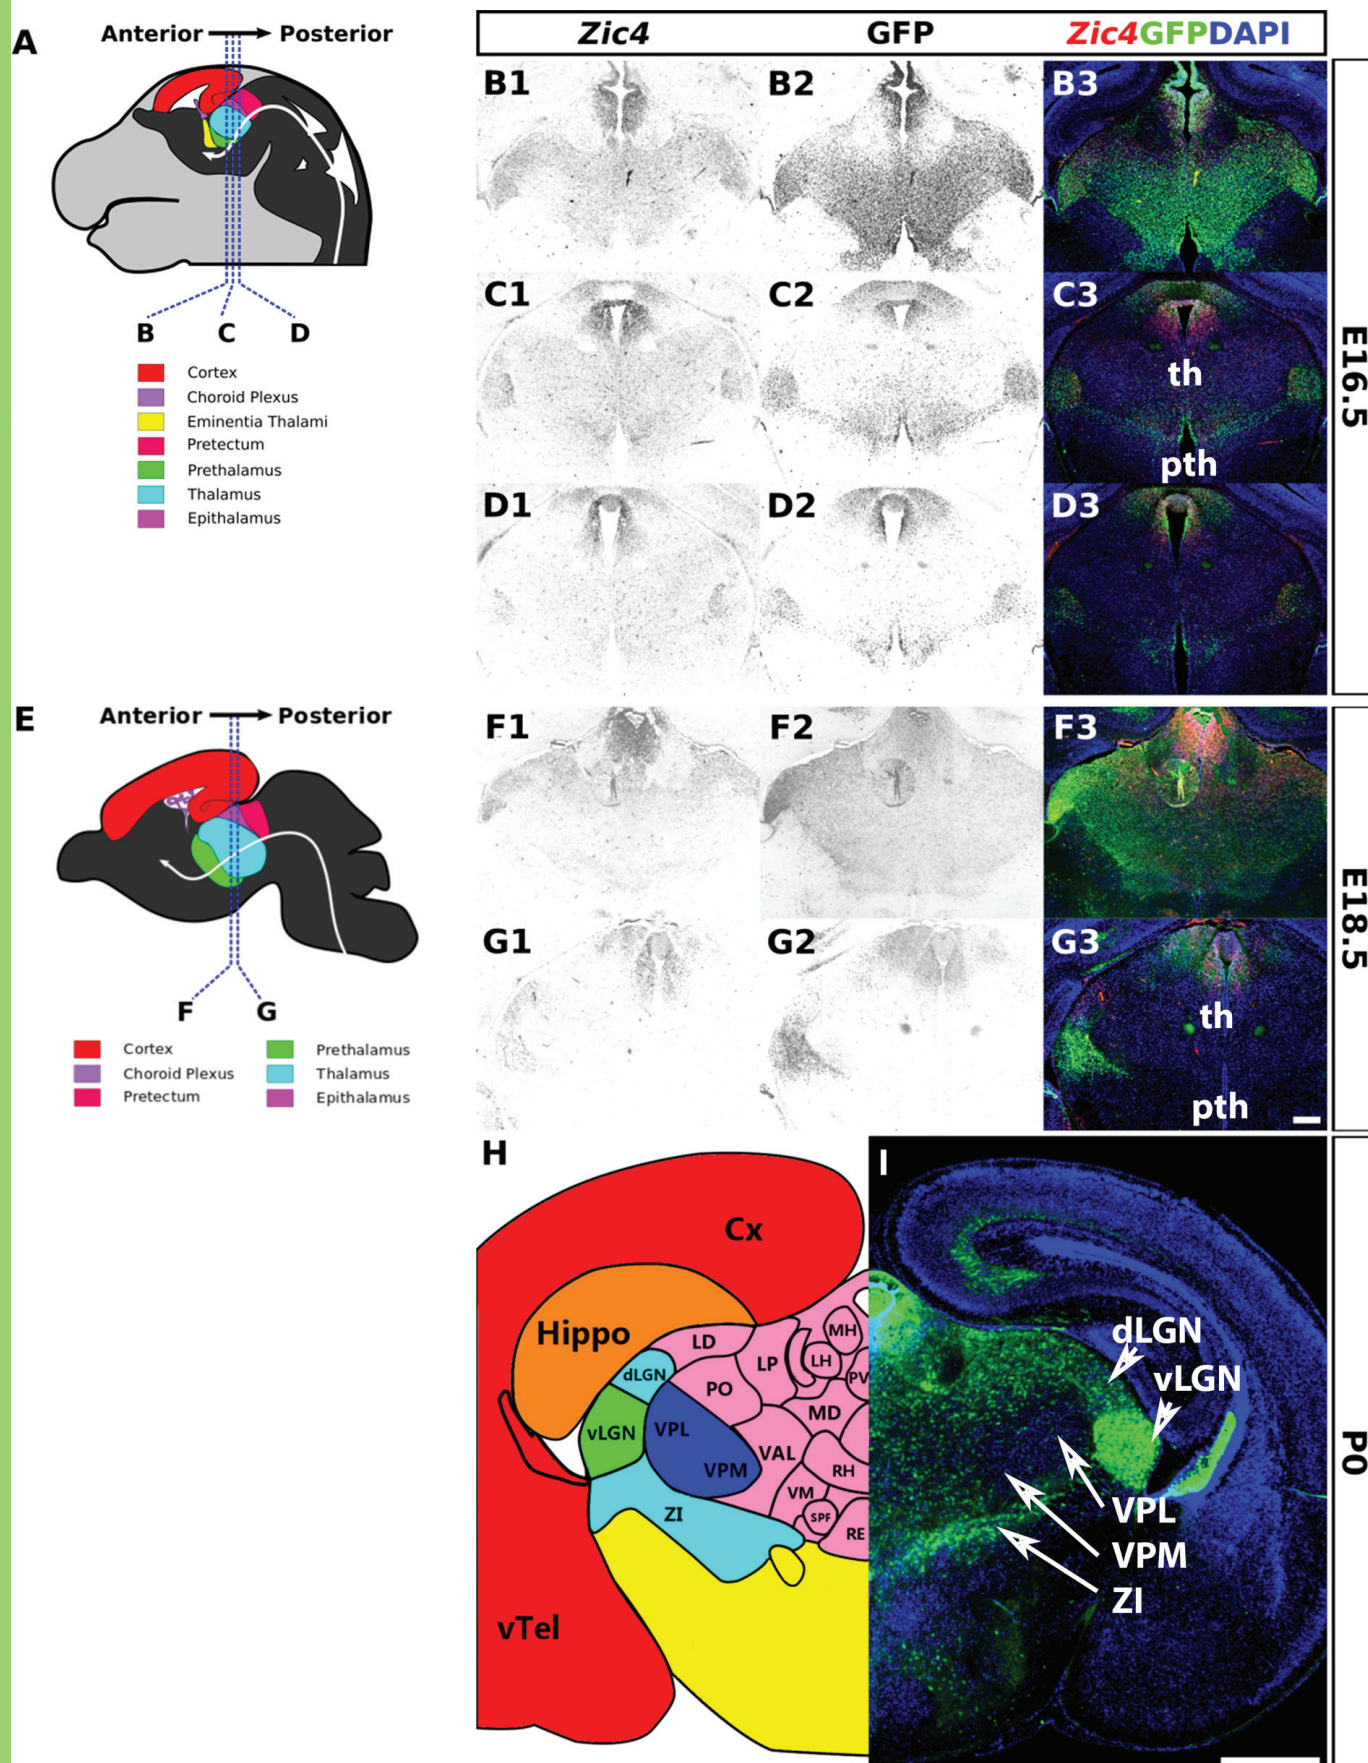 A
Anterior Posterior
B C D
Cortex
Choroid Plexus
Eminentia Thalami
Pretectum
Prethalamus
Thalamus
Epithalamus
Zic4 GFP Zic4GFPDAPI
B1 B2 B3
C1 C2 C3
th
pth
D1 D2 D3
E16.5
E
Anterior Posterior
F G
Cortex Prethalamus
Choroid Plexus Thalamus
Pretectum Epithalamus
F1 F2 F3
G1 G2 G3
th
pth
E18.5
H
Cx
Hippo
MH
LD
LP
LH
dLGN
PO
PV
MD
vLGN
VPL
VAL
VPM
RH
VM
ZI
SPF
RE
vTel
I
dLGN
vLGN
VPL
VPM
ZI
P0